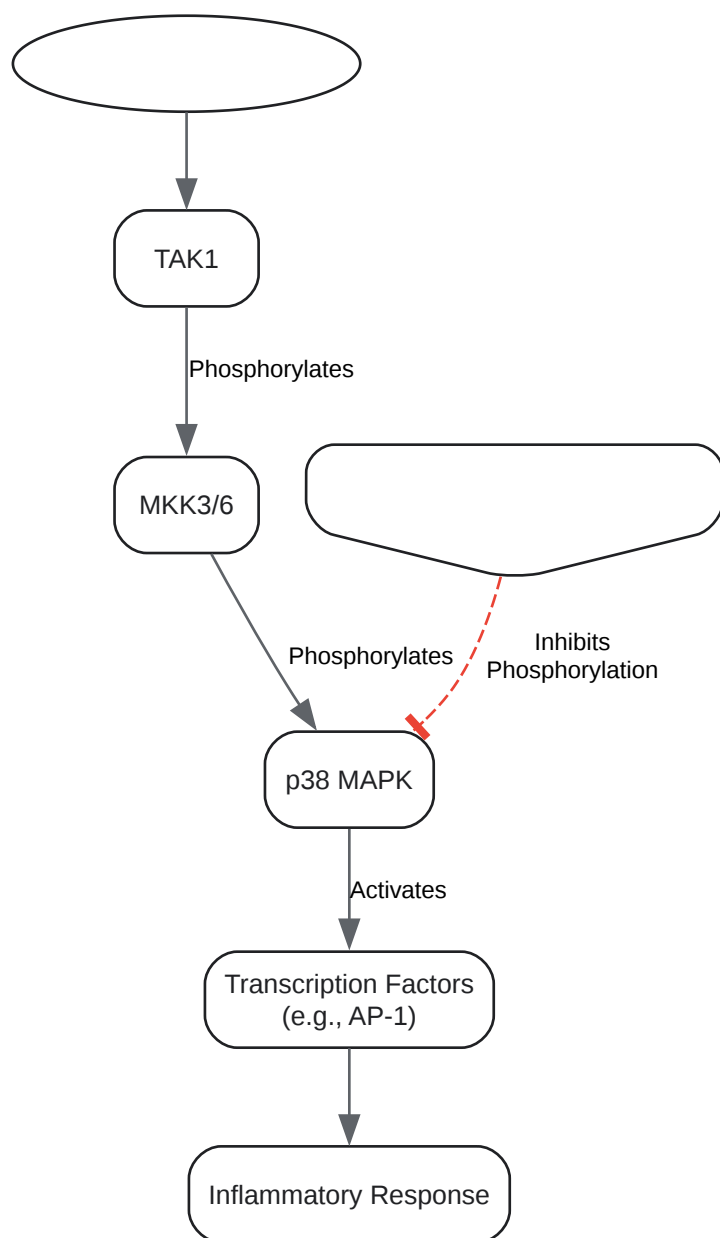 TAK1
Phosphorylates
MKK3/6
Phosphorylates
Inhibits
Phosphorylation
p38 MAPK
Activates
Transcription Factors
(e.g., AP-1)
Inflammatory Response